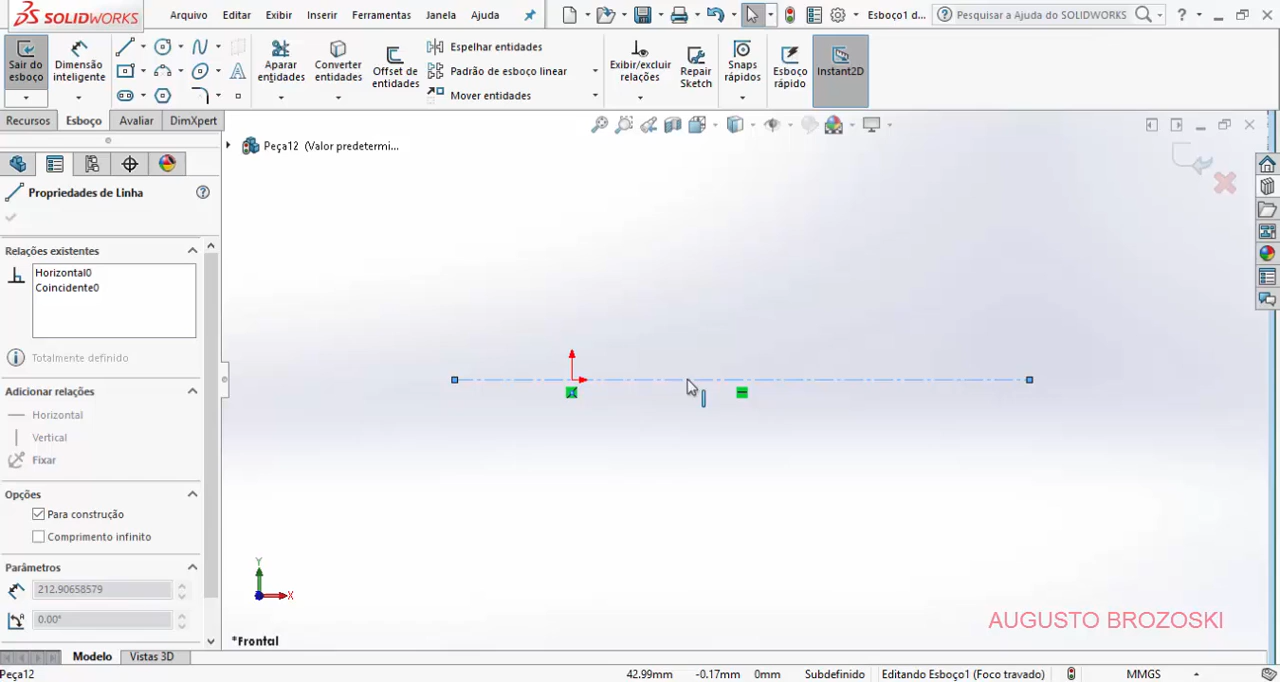 SOLIDWORKS
Arquivo Editar Exibir Inserir Ferramentas Janela Ajuda
Esboço1 d...
Pesquisar a Ajuda do SOLIDWORKS
Sair do esboço
Dimensão inteligente
Aparar entidades
Converter entidades
Offset de entidades
Espelhar entidades
Padrão de esboço linear
Mover entidades
Exibir/excluir relações
Repair Sketch
Snaps rápidos
Esboço rápido
Instant2D
Recursos Esboço Avaliar DimXpert
Peça12 (Valor predetermi...
Propriedades de Linha
Relações existentes
Horizontal0
Coincidente0
Totalmente definido
Adicionar relações
Horizontal
Vertical
Fixar
Opções
Para construção
Comprimento infinito
Parâmetros
212.90658579
0.00°
Y
X
*Frontal
AUGUSTO BROZOSKI
Modelo Vistas 3D
Peça12 42.99mm -0.17mm 0mm Subdefinido Editando Esboço1 (Foco travado) MMGS